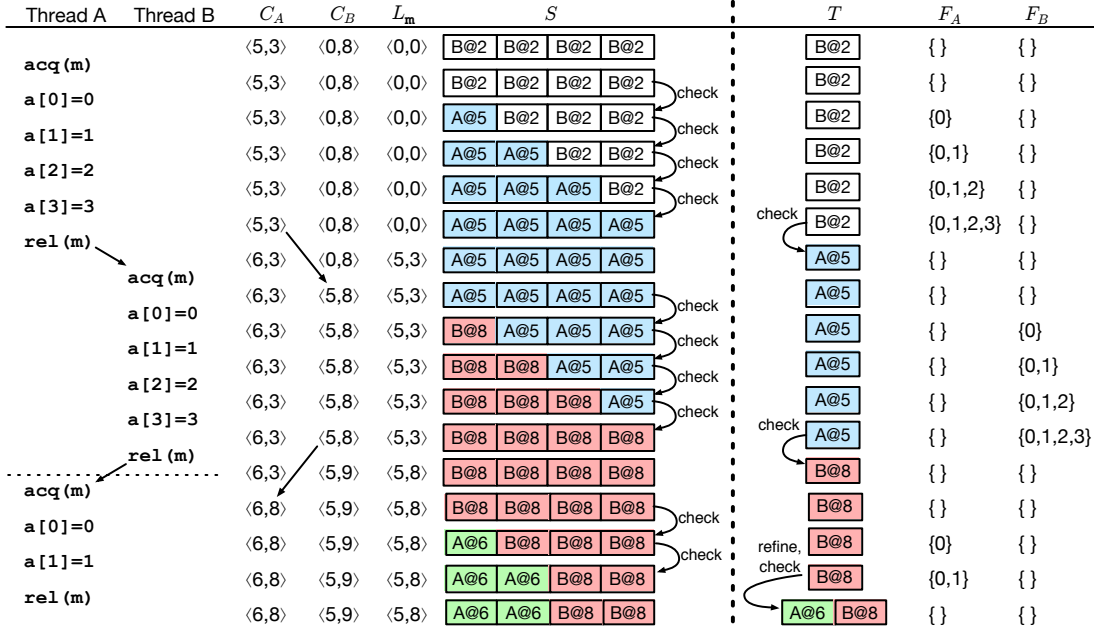 Thread A Thread B C_A C_B L_m S T F_A F_B
⟨5,3⟩ ⟨0,8⟩ ⟨0,0⟩ B@2 B@2 B@2 B@2 B@2 { } { }
acq(m)
⟨5,3⟩ ⟨0,8⟩ ⟨0,0⟩ B@2 B@2 B@2 B@2 B@2 { } { }
a[0]=0 check
⟨5,3⟩ ⟨0,8⟩ ⟨0,0⟩ A@5 B@2 B@2 B@2 B@2 {0} { }
a[1]=1 check
⟨5,3⟩ ⟨0,8⟩ ⟨0,0⟩ A@5 A@5 B@2 B@2 B@2 {0,1} { }
a[2]=2 check
⟨5,3⟩ ⟨0,8⟩ ⟨0,0⟩ A@5 A@5 A@5 B@2 B@2 {0,1,2} { }
a[3]=3 check
⟨5,3⟩ ⟨0,8⟩ ⟨0,0⟩ A@5 A@5 A@5 A@5 B@2 {0,1,2,3} { }
rel(m) check
⟨6,3⟩ ⟨0,8⟩ ⟨5,3⟩ A@5 A@5 A@5 A@5 A@5 { } { }
acq(m)
⟨6,3⟩ ⟨5,8⟩ ⟨5,3⟩ A@5 A@5 A@5 A@5 A@5 { } { }
a[0]=0 check
⟨6,3⟩ ⟨5,8⟩ ⟨5,3⟩ B@8 A@5 A@5 A@5 A@5 { } {0}
a[1]=1 check
⟨6,3⟩ ⟨5,8⟩ ⟨5,3⟩ B@8 B@8 A@5 A@5 A@5 { } {0,1}
a[2]=2 check
⟨6,3⟩ ⟨5,8⟩ ⟨5,3⟩ B@8 B@8 B@8 A@5 A@5 { } {0,1,2}
a[3]=3 check
⟨6,3⟩ ⟨5,8⟩ ⟨5,3⟩ B@8 B@8 B@8 B@8 A@5 { } {0,1,2,3}
rel(m) check
⟨6,3⟩ ⟨5,9⟩ ⟨5,8⟩ B@8 B@8 B@8 B@8 B@8 { } { }
acq(m)
⟨6,8⟩ ⟨5,9⟩ ⟨5,8⟩ B@8 B@8 B@8 B@8 B@8 { } { }
a[0]=0 check
⟨6,8⟩ ⟨5,9⟩ ⟨5,8⟩ A@6 B@8 B@8 B@8 B@8 {0} { }
a[1]=1 check
⟨6,8⟩ ⟨5,9⟩ ⟨5,8⟩ A@6 A@6 B@8 B@8 B@8 {0,1} { }
rel(m) refine, check
⟨6,8⟩ ⟨5,9⟩ ⟨5,8⟩ A@6 A@6 B@8 B@8 A@6 B@8 { } { }